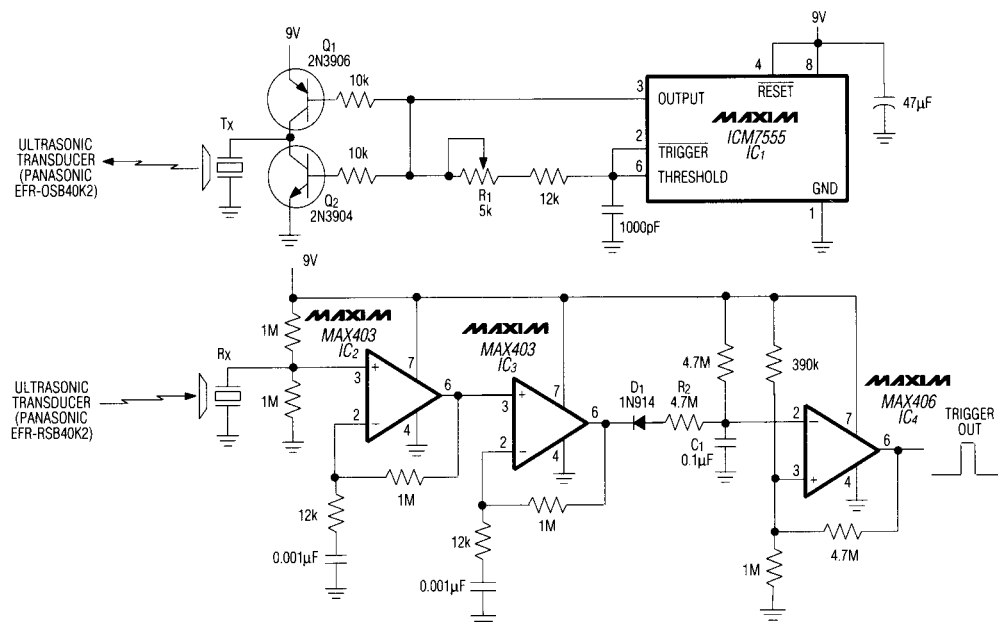 9V
Q1
2N3906
10k
TX
ULTRASONIC
TRANSDUCER
(PANASONIC
EFR-OSB40K2)
10k
Q2
2N3904
R1
5k
12k
1000pF
3
OUTPUT
2
TRIGGER
6
THRESHOLD
4
RESET
8
MAXIM
ICM7555
IC1
GND
1
9V
47µF
9V
1M
RX
1M
ULTRASONIC
TRANSDUCER
(PANASONIC
EFR-RSB40K2)
MAXIM
MAX403
IC2
3
+
2
−
7
6
4
1M
12k
0.001µF
MAXIM
MAX403
IC3
3
+
2
−
7
6
4
1M
12k
0.001µF
D1
1N914
R2
4.7M
4.7M
C1
0.1µF
390k
MAXIM
MAX406
IC4
2
−
3
+
7
6
4
4.7M
1M
TRIGGER
OUT